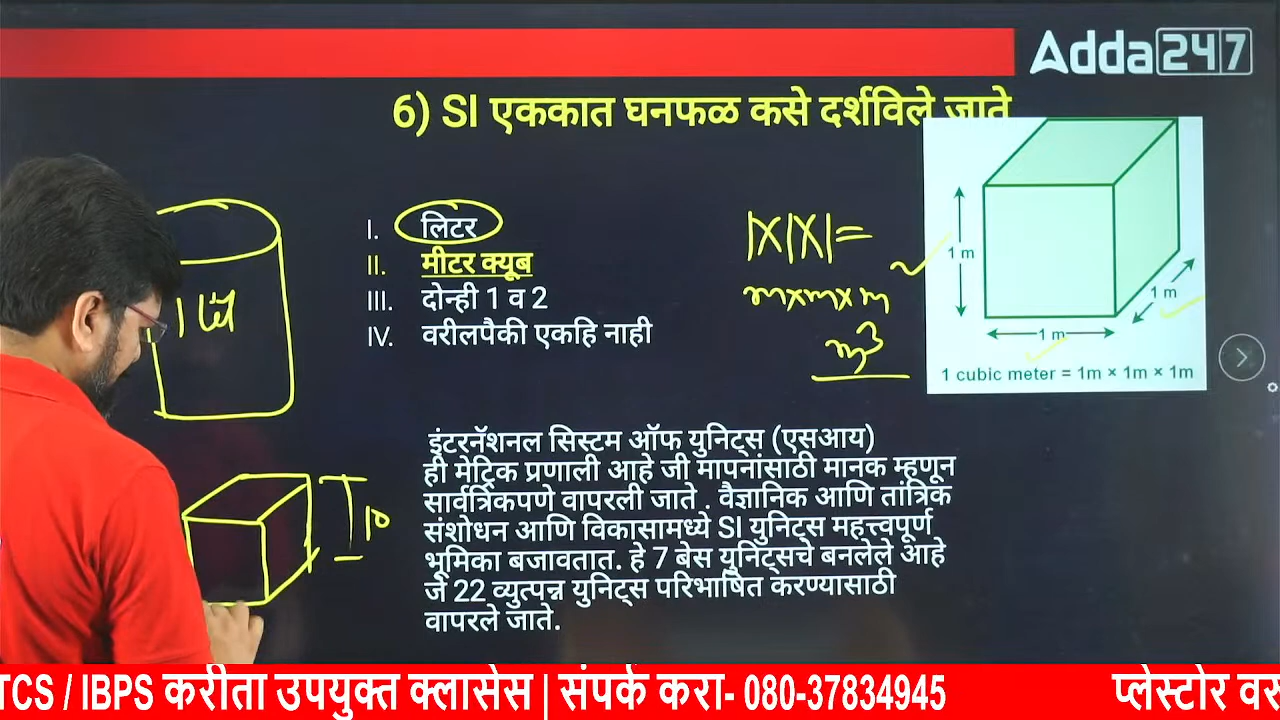 Adda247
6) SI एककात घनफळ कसे दर्शविले जाते
I. लिटर
II. मीटर क्यूब
III. दोन्ही 1 व 2
IV. वरीलपैकी एकहि नाही
1X1X1=
mxmxm
m³
1 m
1 m
1 m
1 cubic meter = 1m × 1m × 1m
10
इंटरनॅशनल सिस्टम ऑफ युनिट्स (एसआय)
ही मेट्रिक प्रणाली आहे जी मापनांसाठी मानक म्हणून
सार्वत्रिकपणे वापरली जाते . वैज्ञानिक आणि तांत्रिक
संशोधन आणि विकासामध्ये SI युनिट्स महत्त्वपूर्ण
भूमिका बजावतात. हे 7 बेस युनिट्सचे बनलेले आहे
जे 22 व्युत्पन्न युनिट्स परिभाषित करण्यासाठी
वापरले जाते.
TCS / IBPS करीता उपयुक्त क्लासेस | संपर्क करा- 080-37834945 प्लेस्टोर